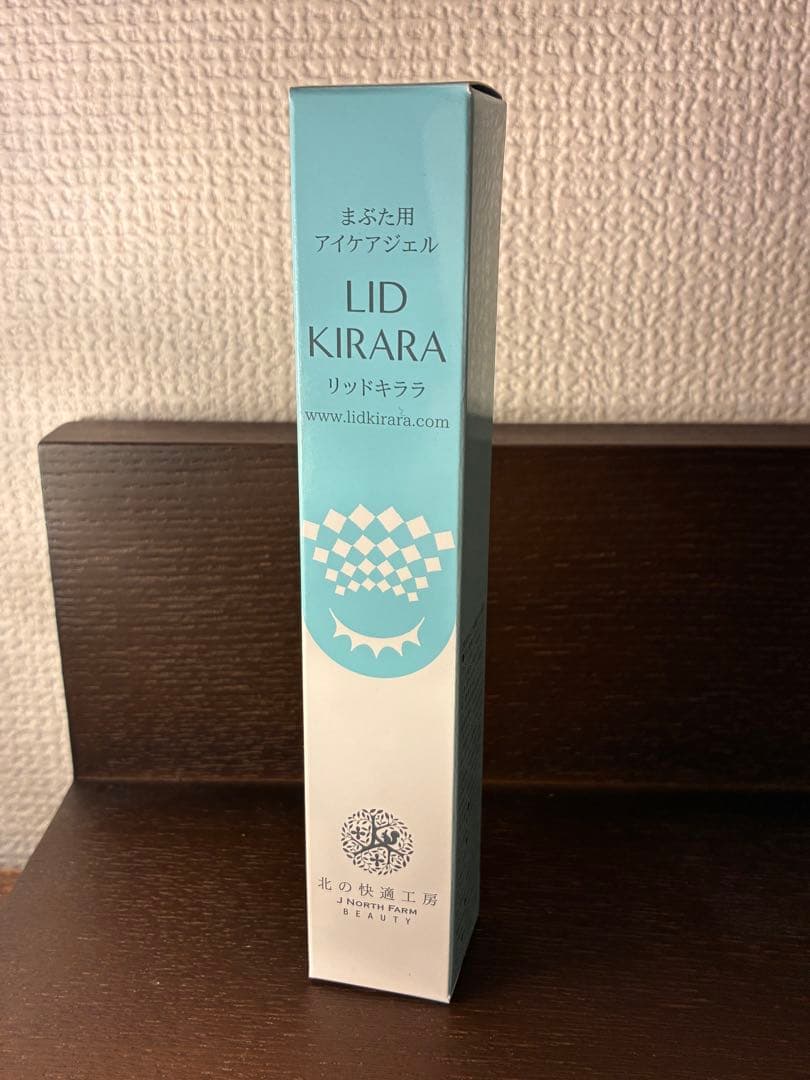 まぶた用
アイケアジェル
LID
KIRARA
リッドキララ
www.lidkirara.com
北の快適工房
J NORTH FARM
BEAUTY